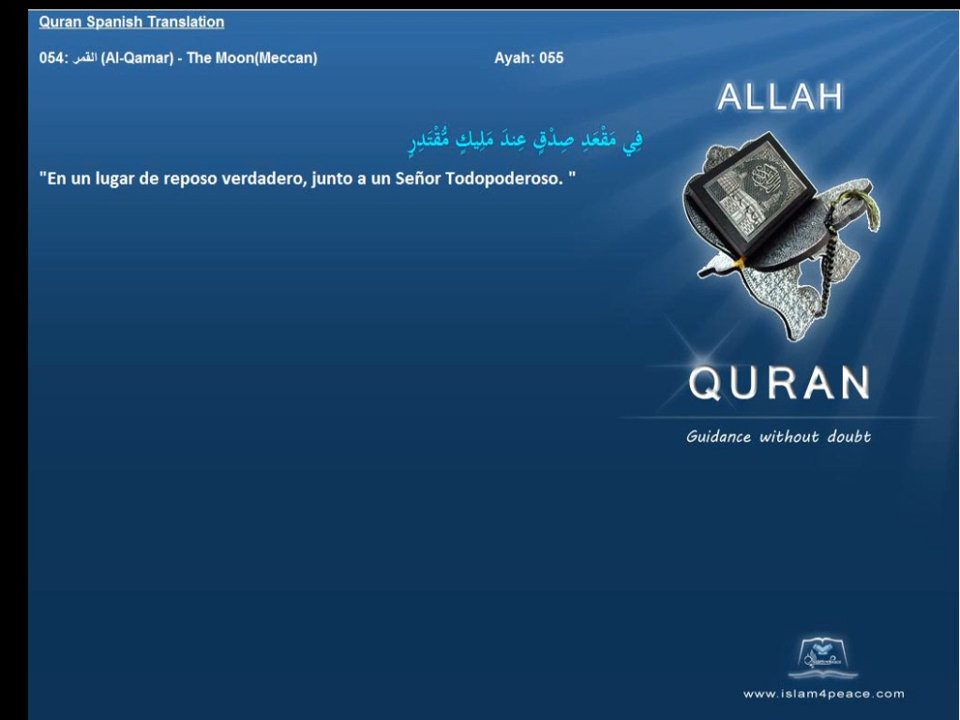 Quran Spanish Translation
054: القمر (Al-Qamar) - The Moon(Meccan) Ayah: 055
ALLAH
فِي مَقْعَدِ صِدْقٍ عِندَ مَلِيكٍ مُّقْتَدِرٍ
"En un lugar de reposo verdadero, junto a un Señor Todopoderoso. "
QURAN
Guidance without doubt
www.islam4peace.com